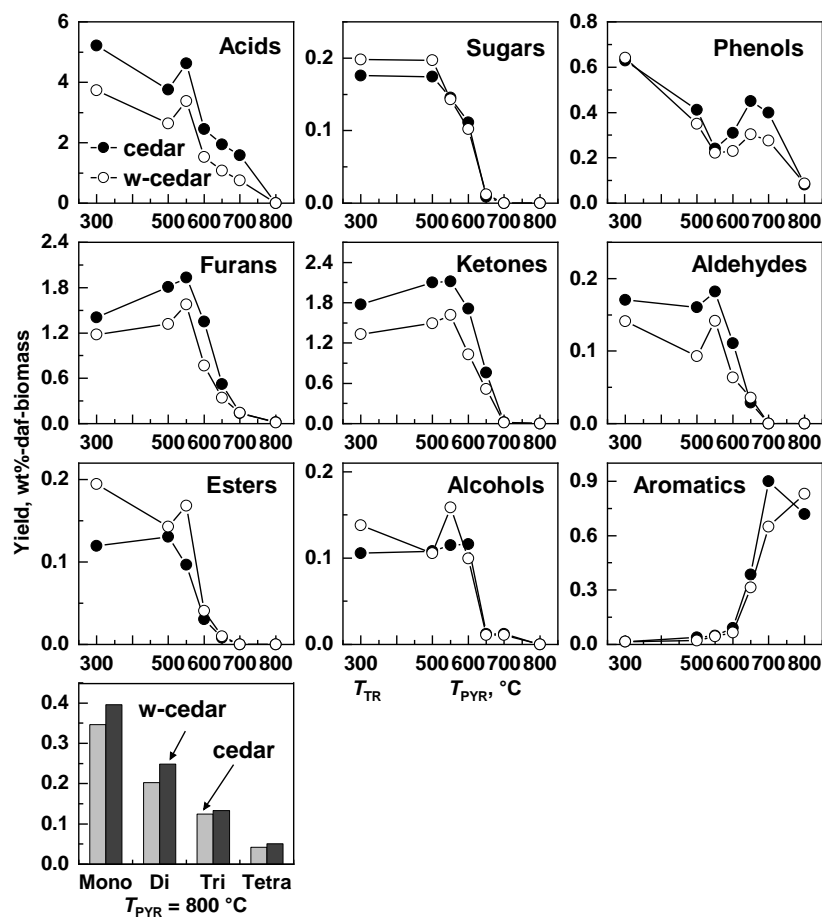 Yield, wt%-daf-biomass
6
4
2
0
Acids
cedar
w-cedar
300 500 600 700 800
0.2
0.1
0.0
Sugars
300 500 600 700 800
0.8
0.6
0.4
0.2
0.0
Phenols
300 500 600 700 800
2.4
1.8
1.2
0.6
0.0
Furans
300 500 600 700 800
2.4
1.8
1.2
0.6
0.0
Ketones
300 500 600 700 800
0.2
0.1
0.0
Aldehydes
300 500 600 700 800
0.2
0.1
0.0
Esters
300 500 600 700 800
0.2
0.1
0.0
Alcohols
300 500 600 700 800
T_TR T_PYR, °C
0.9
0.6
0.3
0.0
Aromatics
300 500 600 700 800
0.4
0.3
0.2
0.1
0.0
w-cedar
cedar
Mono Di Tri Tetra
T_PYR = 800 °C